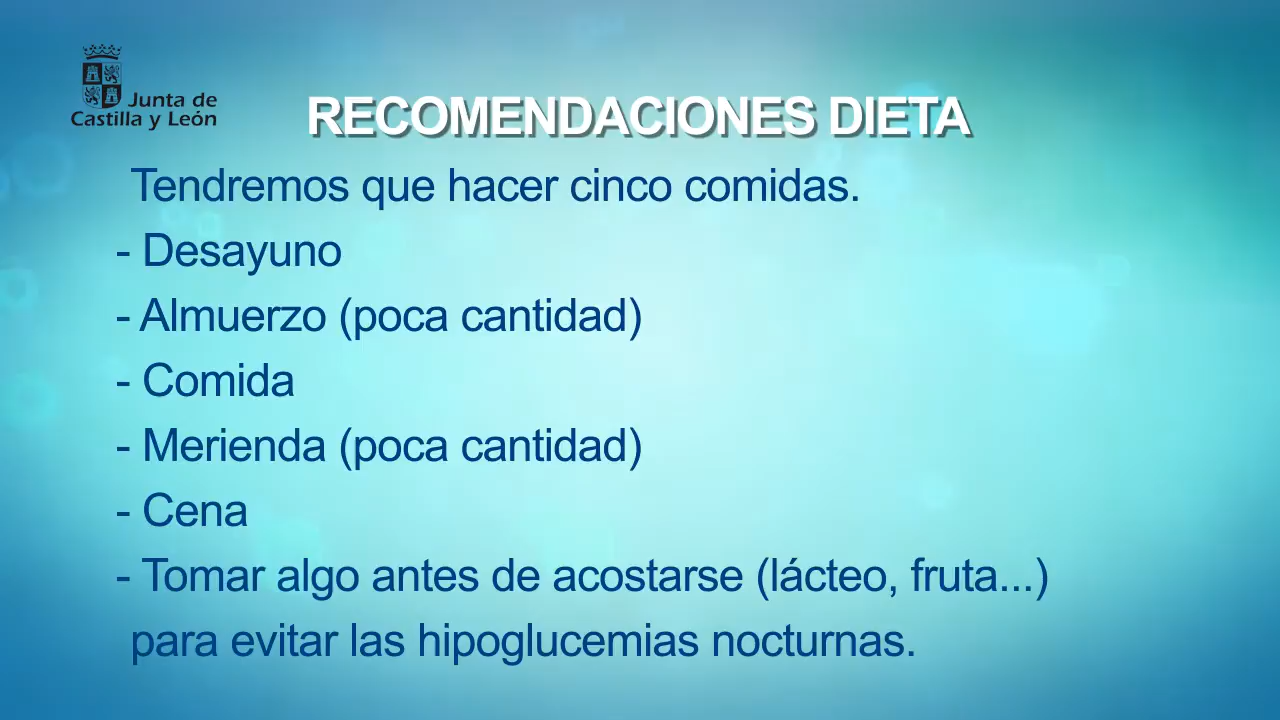 Junta de
Castilla y León
RECOMENDACIONES DIETA
Tendremos que hacer cinco comidas.
- Desayuno
- Almuerzo (poca cantidad)
- Comida
- Merienda (poca cantidad)
- Cena
- Tomar algo antes de acostarse (lácteo, fruta...)
para evitar las hipoglucemias nocturnas.